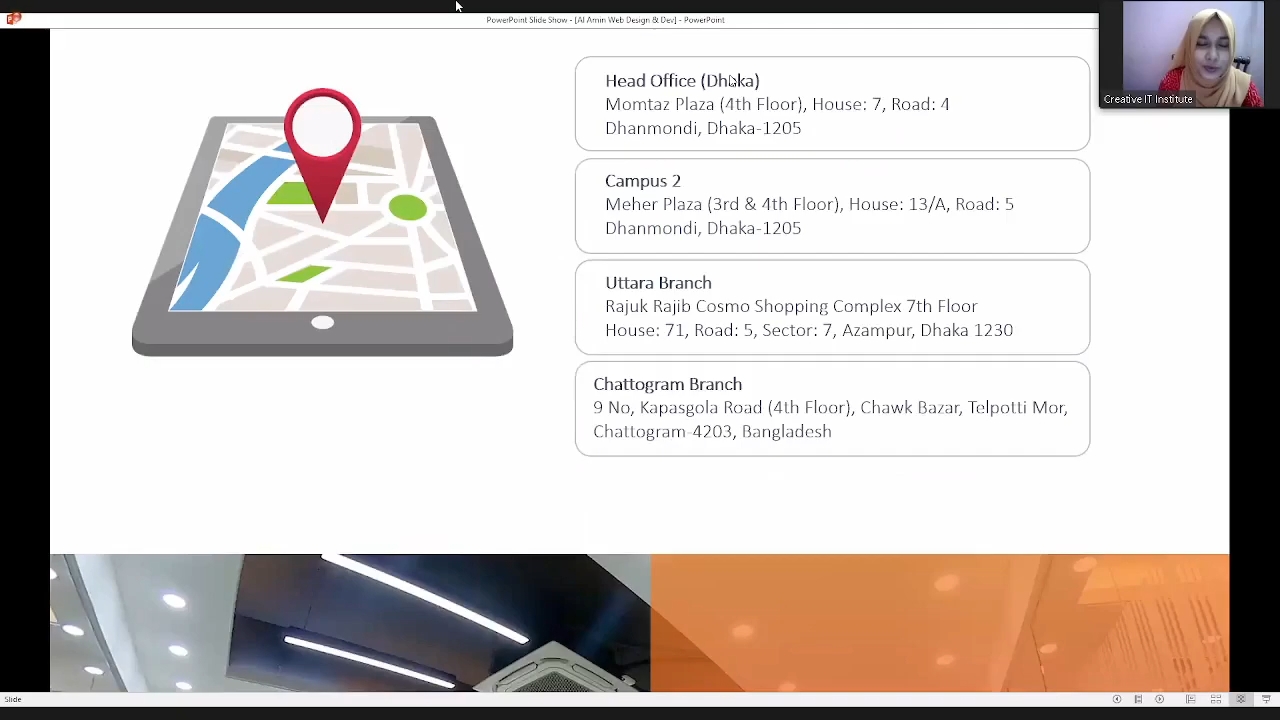 PowerPoint Slide Show - [Al Amin Web Design & Dev] - PowerPoint
Creative IT Institute
Head Office (Dhaka)
Momtaz Plaza (4th Floor), House: 7, Road: 4
Dhanmondi, Dhaka-1205
Campus 2
Meher Plaza (3rd & 4th Floor), House: 13/A, Road: 5
Dhanmondi, Dhaka-1205
Uttara Branch
Rajuk Rajib Cosmo Shopping Complex 7th Floor
House: 71, Road: 5, Sector: 7, Azampur, Dhaka 1230
Chattogram Branch
9 No, Kapasgola Road (4th Floor), Chawk Bazar, Telpotti Mor,
Chattogram-4203, Bangladesh
Slide